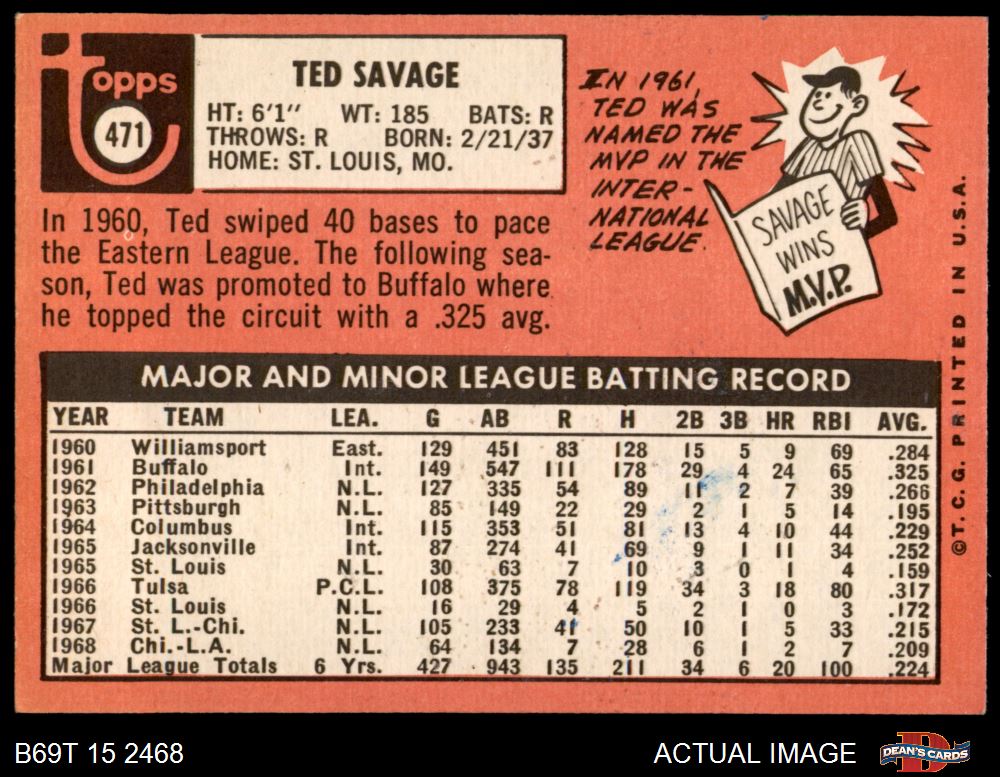 topps
471
TED SAVAGE
HT: 6'1" WT: 185 BATS: R
THROWS: R BORN: 2/21/37
HOME: ST. LOUIS, MO.
In 1960, Ted swiped 40 bases to pace
the Eastern League. The following sea-
son, Ted was promoted to Buffalo where
he topped the circuit with a .325 avg.
IN 1961,
TED WAS
NAMED THE
MVP IN THE
INTER-
NATIONAL
LEAGUE.
SAVAGE
WINS
M.V.P.
MAJOR AND MINOR LEAGUE BATTING RECORD
YEAR TEAM LEA. G AB R H 2B 3B HR RBI AVG.
1960 Williamsport East. 129 451 83 128 15 5 9 69 .284
1961 Buffalo Int. 149 547 111 178 29 4 24 65 .325
1962 Philadelphia N.L. 127 335 54 89 11 2 7 39 .266
1963 Pittsburgh N.L. 85 149 22 29 2 1 5 14 .195
1964 Columbus Int. 115 353 51 81 13 4 10 44 .229
1965 Jacksonville Int. 87 274 41 69 9 1 11 34 .252
1965 St. Louis N.L. 30 63 7 10 3 0 1 4 .159
1966 Tulsa P.C.L. 108 375 78 119 34 3 18 80 .317
1966 St. Louis N.L. 16 29 4 5 2 1 0 3 .172
1967 St. L.-Chi. N.L. 105 233 41 50 10 1 5 33 .215
1968 Chi.-L.A. N.L. 64 134 7 28 6 1 2 7 .209
Major League Totals 6 Yrs. 427 943 135 211 34 6 20 100 .224
©T.C.G. PRINTED IN U.S.A.
B69T 15 2468
ACTUAL IMAGE
DEAN'S CARDS